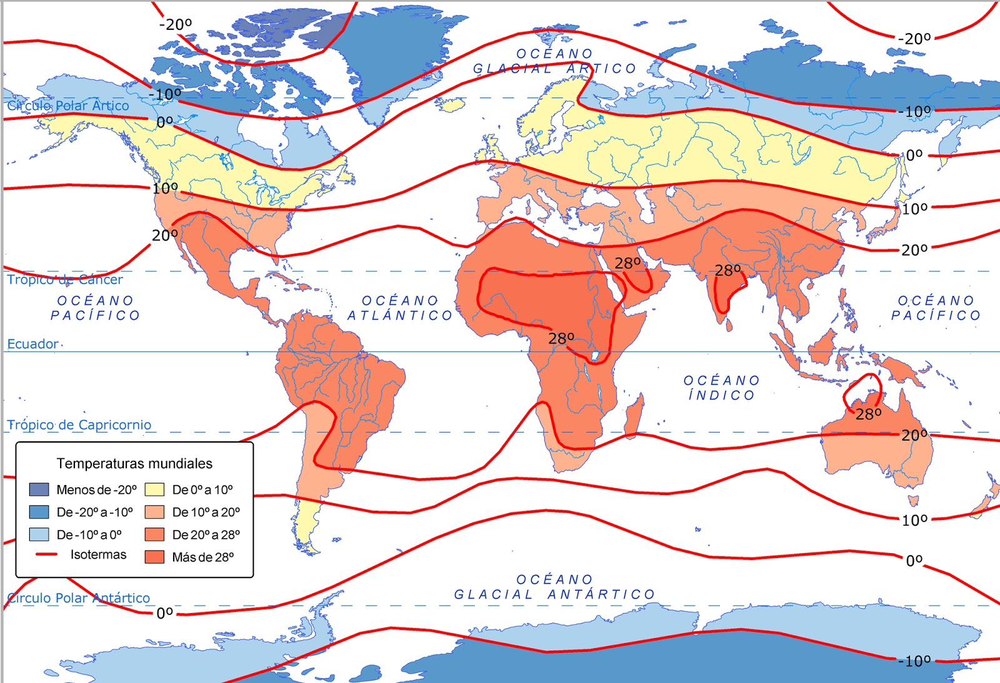 -20º
-20º
OCÉANO
GLACIAL ÁRTICO
-10º
Círculo Polar Ártico
-10º
0º
0º
10º
10º
20º
20º
28º
28º
Trópico de Cáncer
OCÉANO
PACÍFICO
OCÉANO
ATLÁNTICO
OCÉANO
PACÍFICO
28º
Ecuador
OCÉANO
ÍNDICO
28º
Trópico de Capricornio
20º
Temperaturas mundiales
Menos de -20º
De 0º a 10º
De -20º a -10º
De 10º a 20º
De -10º a 0º
De 20º a 28º
Isotermas
Más de 28º
10º
0º
OCÉANO
GLACIAL ANTÁRTICO
Círculo Polar Antártico
0º
-10º